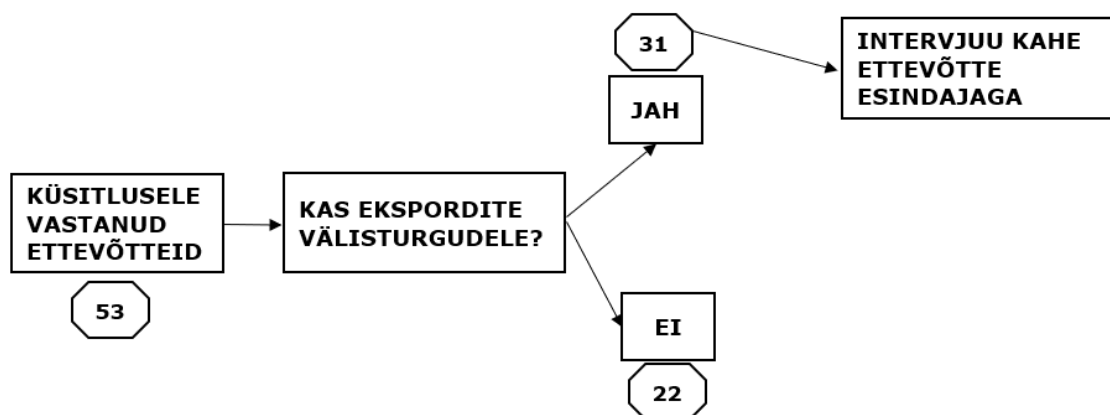 KÜSITLUSELE
VASTANUD
ETTEVÕTTEID
53
KAS EKSPORDITE
VÄLISTURGUDELE?
31
JAH
EI
22
INTERVJUU KAHE
ETTEVÕTTE
ESINDAJAGA